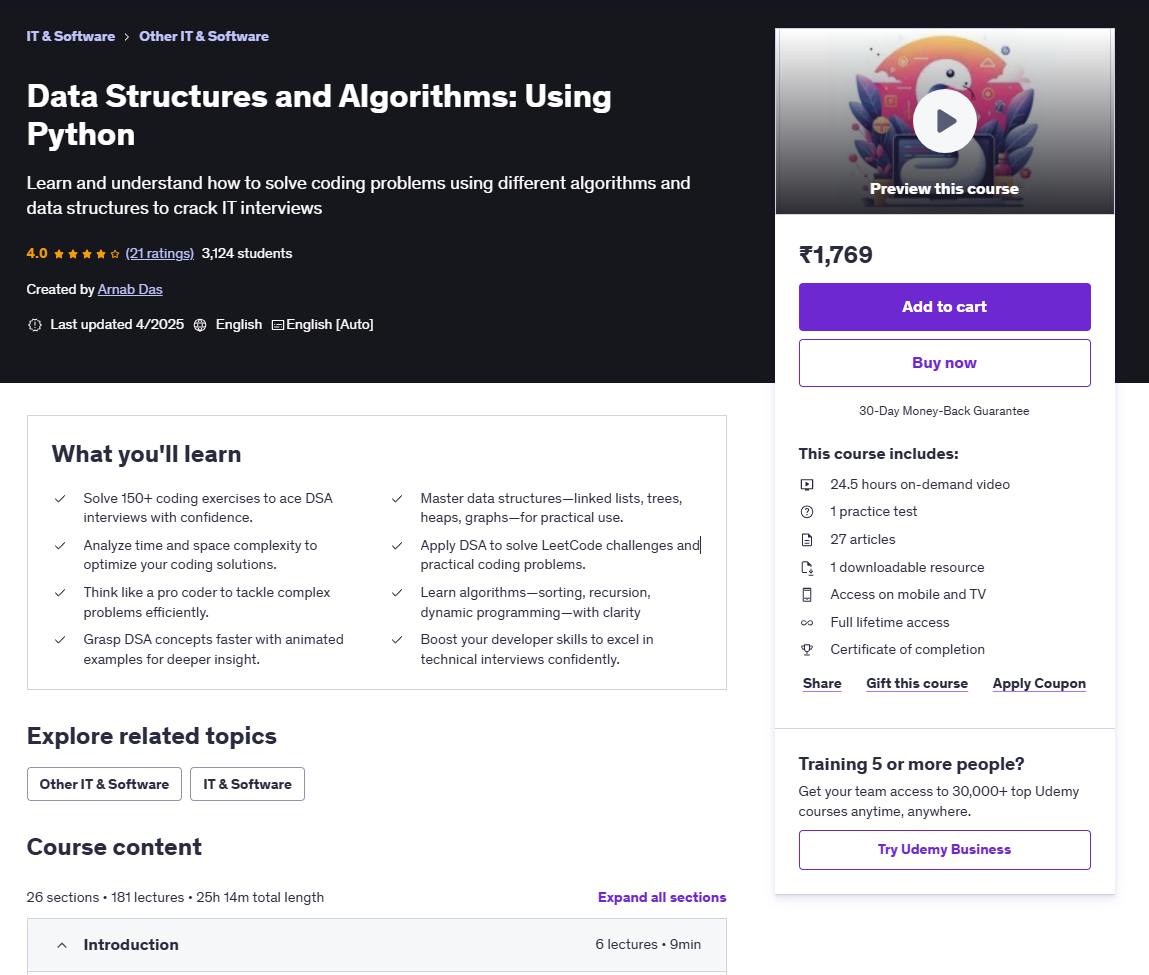 IT & Software > Other IT & Software
Data Structures and Algorithms: Using
Python
Learn and understand how to solve coding problems using different algorithms and
data structures to crack IT interviews
4.0 (21 ratings) 3,124 students
Created by Arnab Das
Last updated 4/2025 English English [Auto]
Preview this course
₹1,769
Add to cart
Buy now
30-Day Money-Back Guarantee
This course includes:
24.5 hours on-demand video
1 practice test
27 articles
1 downloadable resource
Access on mobile and TV
Full lifetime access
Certificate of completion
Share Gift this course Apply Coupon
Training 5 or more people?
Get your team access to 30,000+ top Udemy
courses anytime, anywhere.
Try Udemy Business
What you'll learn
Solve 150+ coding exercises to ace DSA
interviews with confidence.
Master data structures—linked lists, trees,
heaps, graphs—for practical use.
Analyze time and space complexity to
optimize your coding solutions.
Apply DSA to solve LeetCode challenges and
practical coding problems.
Think like a pro coder to tackle complex
problems efficiently.
Learn algorithms—sorting, recursion,
dynamic programming—with clarity
Grasp DSA concepts faster with animated
examples for deeper insight.
Boost your developer skills to excel in
technical interviews confidently.
Explore related topics
Other IT & Software IT & Software
Course content
26 sections • 181 lectures • 25h 14m total length Expand all sections
Introduction 6 lectures • 9min